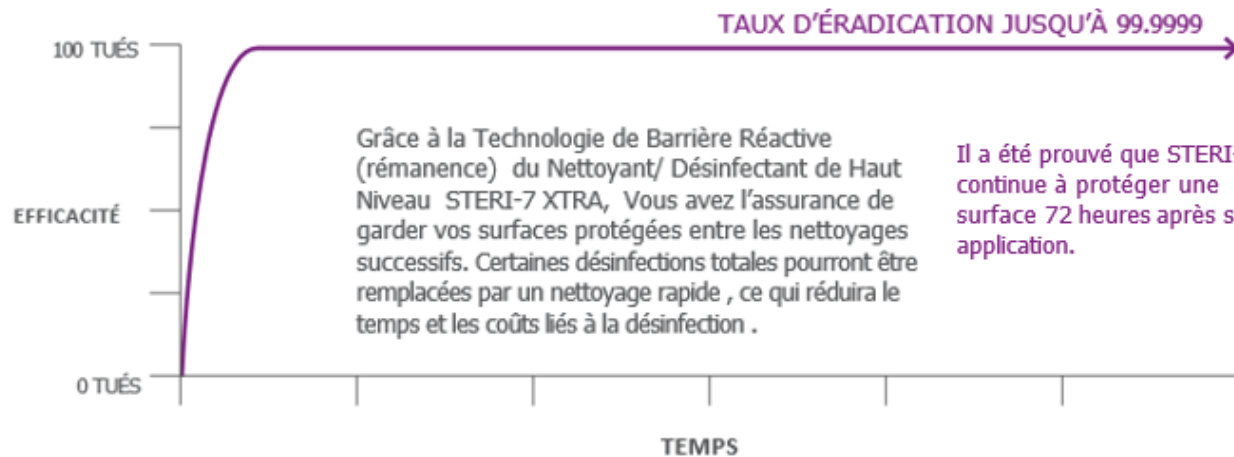 TAUX D'ÉRADICATION JUSQU'À 99.9999
100 TUÉS
Grâce à la Technologie de Barrière Réactive
(rémanence) du Nettoyant/ Désinfectant de Haut
Niveau STERI-7 XTRA, Vous avez l'assurance de
garder vos surfaces protégées entre les nettoyages
successifs. Certaines désinfections totales pourront être
remplacées par un nettoyage rapide , ce qui réduira le
temps et les coûts liés à la désinfection .
Il a été prouvé que STERI-
continue à protéger une
surface 72 heures après s
application.
EFFICACITÉ
0 TUÉS
TEMPS